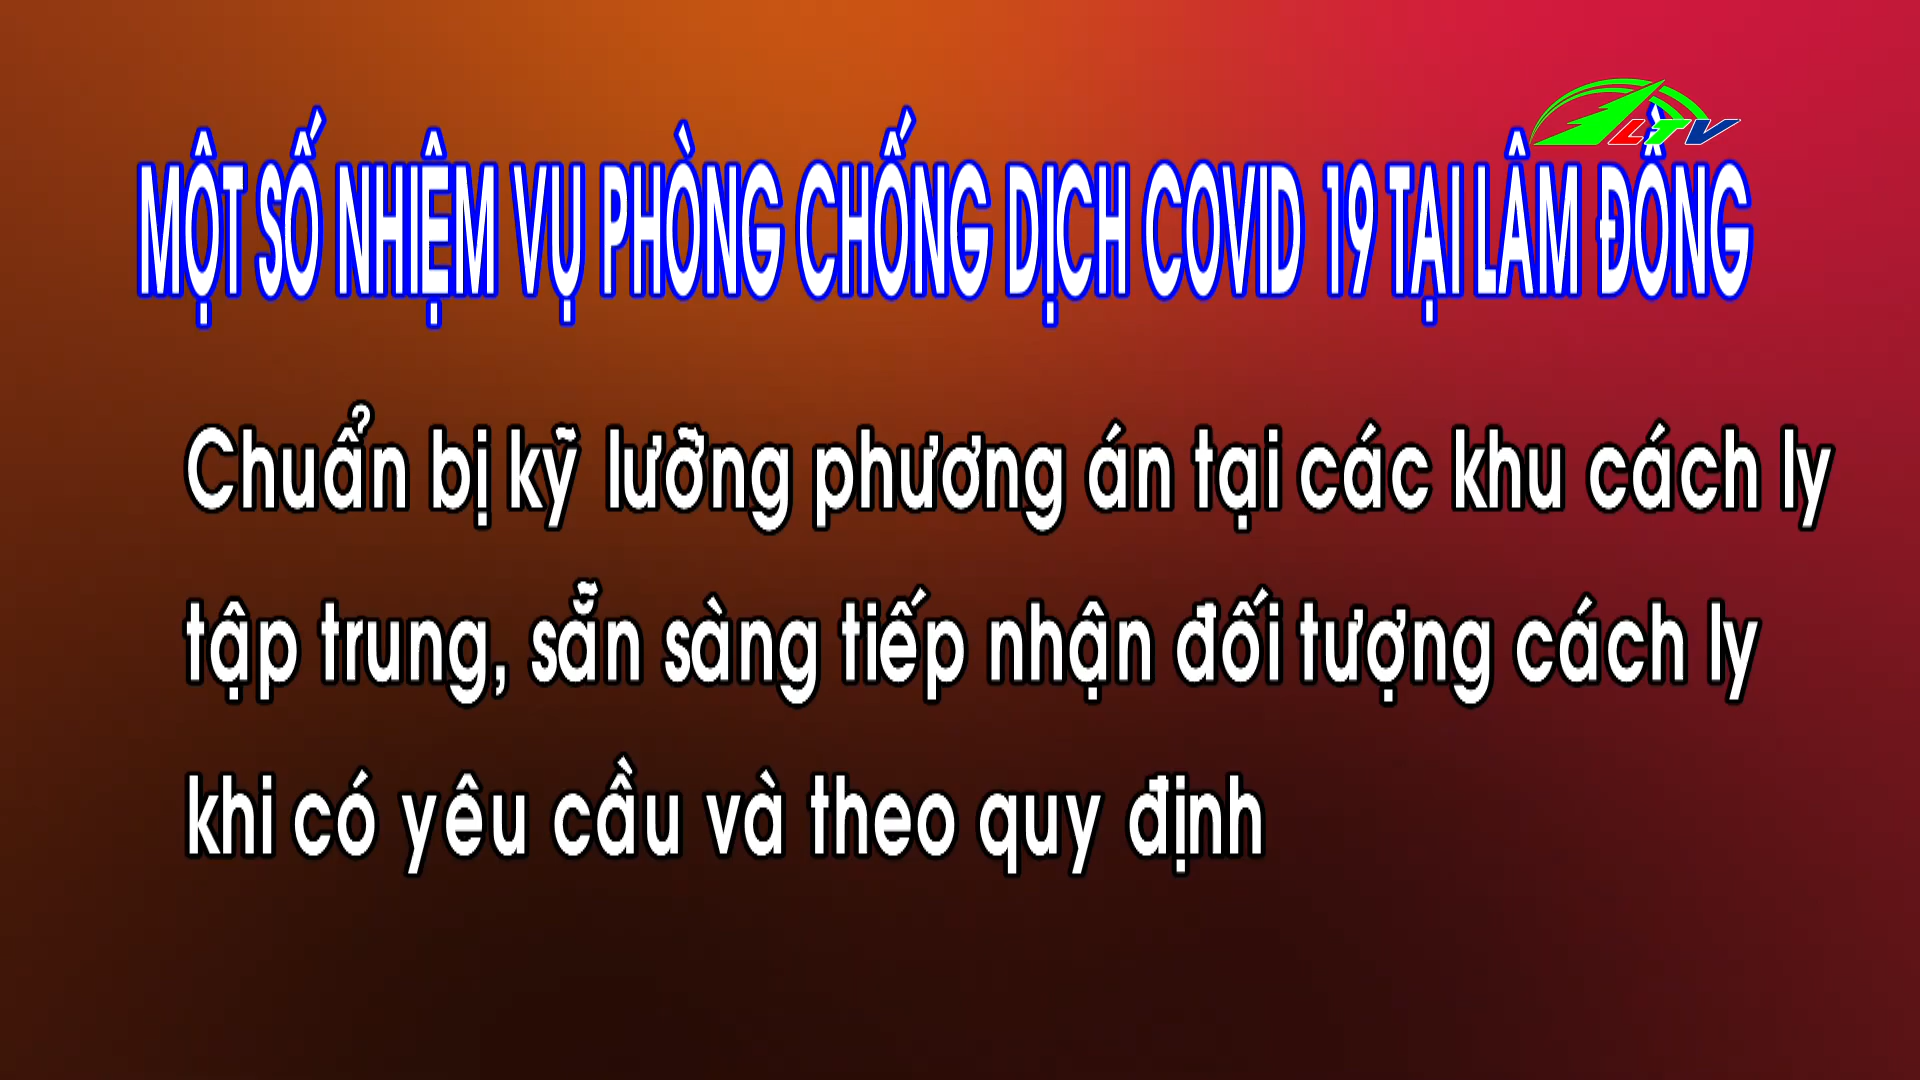 LTV
MỘT SỐ NHIỆM VỤ PHÒNG CHỐNG DỊCH COVID 19 TẠI LÂM ĐỒNG
Chuẩn bị kỹ lưỡng phương án tại các khu cách ly
tập trung, sẵn sàng tiếp nhận đối tượng cách ly
khi có yêu cầu và theo quy định